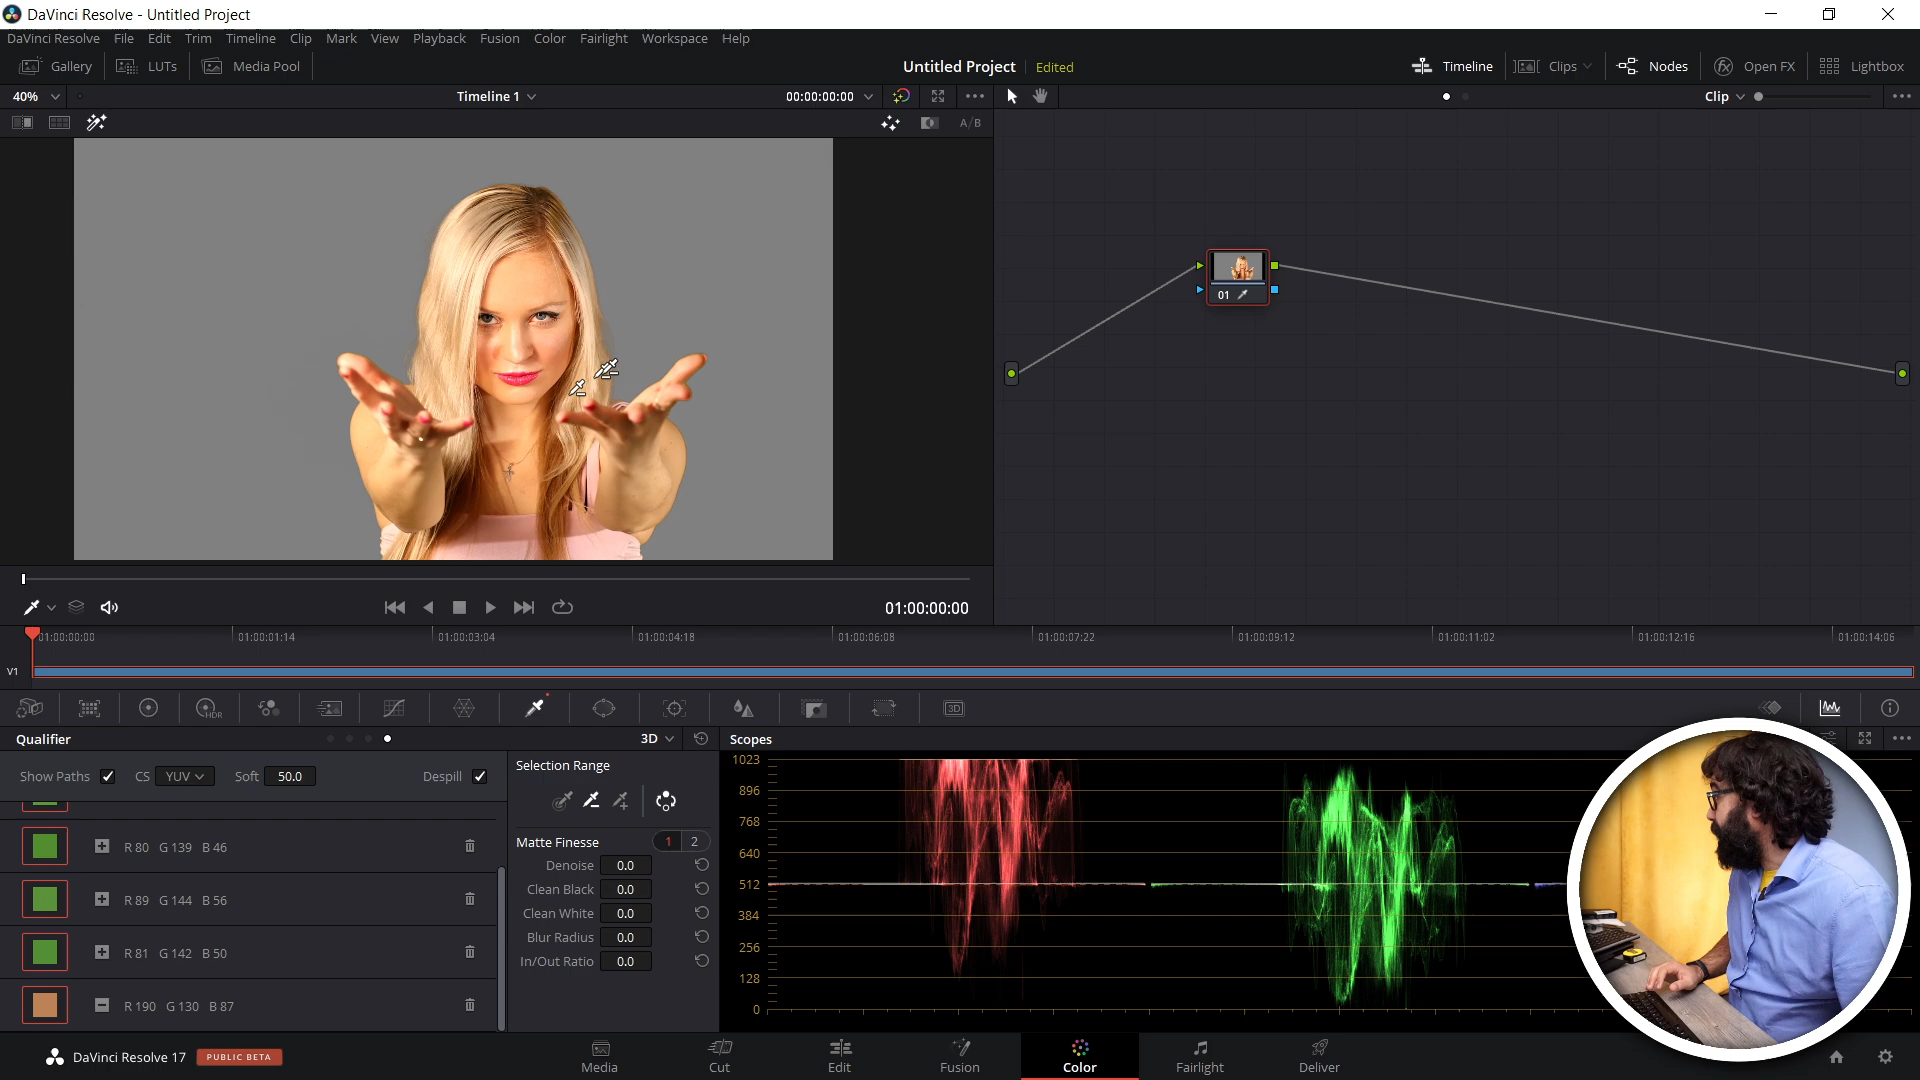 DaVinci Resolve - Untitled Project
DaVinci Resolve File Edit Trim Timeline Clip Mark View Playback Fusion Color Fairlight Workspace Help
Gallery LUTs Media Pool Untitled Project Edited Timeline Clips Nodes Open FX Lightbox
40% Timeline 1 00:00:00:00 Clip
A/B
01
01:00:00:00
01:00:00:00 01:00:01:14 01:00:03:04 01:00:04:18 01:00:06:08 01:00:07:22 01:00:09:12 01:00:11:02 01:00:12:16 01:00:14:06
V1
HDR 3D
Qualifier 3D Scopes
Show Paths CS YUV Soft 50.0 Despill
Selection Range
R 80 G 139 B 46
R 89 G 144 B 56
R 81 G 142 B 50
R 190 G 130 B 87
Matte Finesse 1 2
Denoise 0.0
Clean Black 0.0
Clean White 0.0
Blur Radius 0.0
In/Out Ratio 0.0
1023
896
768
640
512
384
256
128
0
DaVinci Resolve 17 PUBLIC BETA
Media Cut Edit Fusion Color Fairlight Deliver